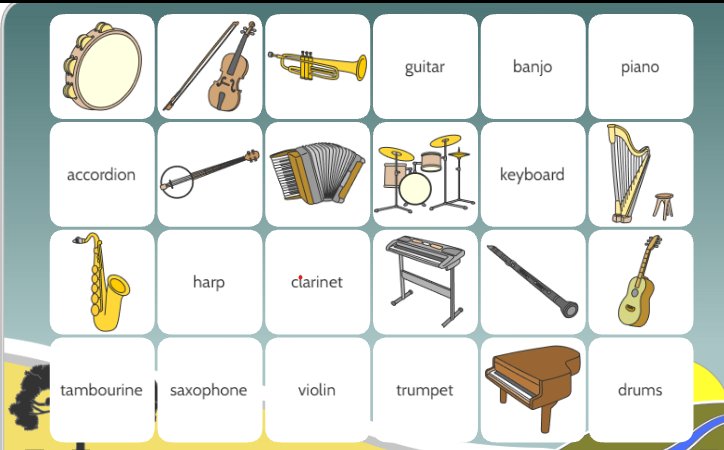 guitar
banjo
piano
accordion
keyboard
harp
clarinet
tambourine
saxophone
violin
trumpet
drums